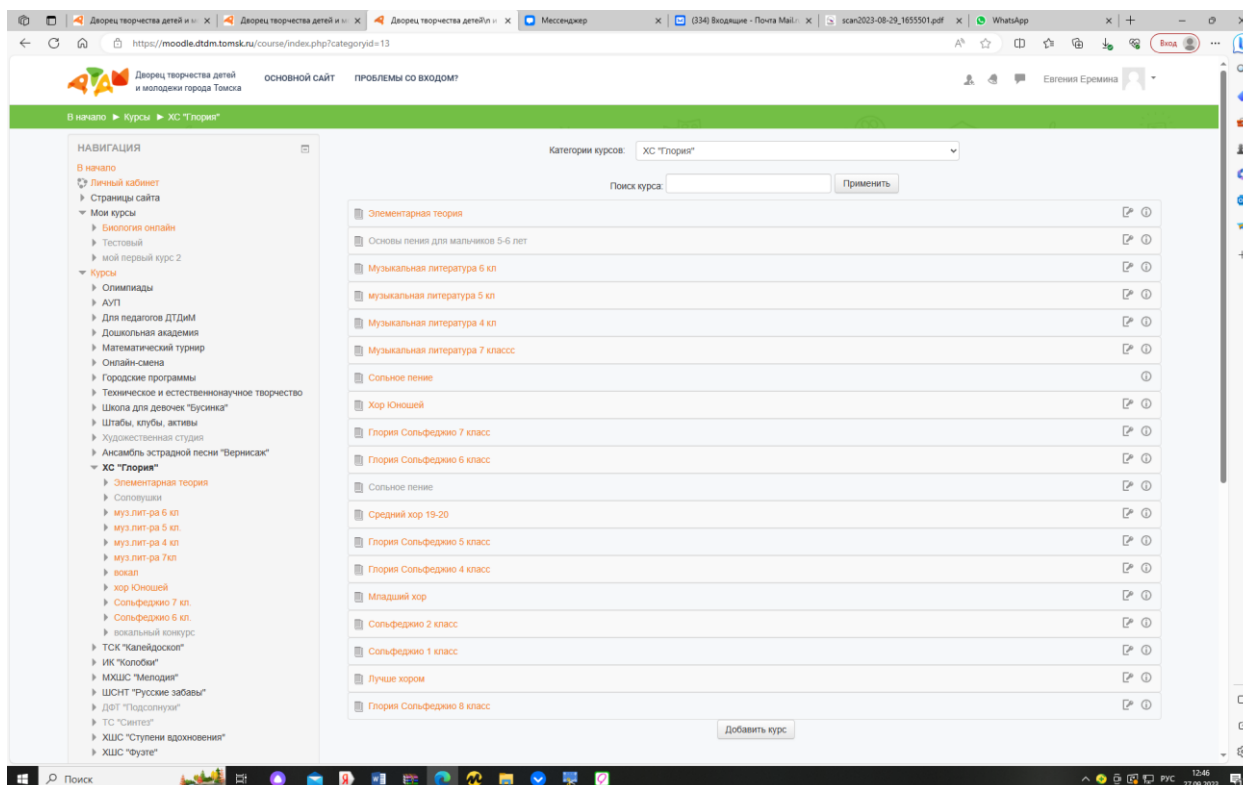 Дворец творчества детей и м
Дворец творчества детей и м
Дворец творчества детей\n и
Мессенджер
(334) Входящие - Почта Mail.
scan2023-08-29_1655501.pdf
WhatsApp
https://moodle.dtdm.tomsk.ru/course/index.php?categoryid=13
Вход
Дворец творчества детей
и молодежи города Томска
ОСНОВНОЙ САЙТ
ПРОБЛЕМЫ СО ВХОДОМ?
Евгения Еремина
В начало ► Курсы ► ХС "Глория"
НАВИГАЦИЯ
В начало
Личный кабинет
Страницы сайта
Мои курсы
Биология онлайн
Тестовый
мой первый курс 2
Курсы
Олимпиады
АУП
Для педагогов ДТДиМ
Дошкольная академия
Математический турнир
Онлайн-смена
Городские программы
Техническое и естественнонаучное творчество
Школа для девочек "Бусинка"
Штабы, клубы, активы
Художественная студия
Ансамбль эстрадной песни "Вернисаж"
ХС "Глория"
Элементарная теория
Соловушки
муз.лит-ра 6 кл
муз.лит-ра 5 кл.
муз.лит-ра 4 кл
муз.лит-ра 7кл
вокал
хор Юношей
Сольфеджио 7 кл.
Сольфеджио 6 кл.
вокальный конкурс
ТСК "Калейдоскоп"
ИК "Колобки"
МХШС "Мелодия"
ШСНТ "Русские забавы"
ДФТ "Подсолнухи"
ТС "Синтез"
ХШС "Ступени вдохновения"
ХШС "Фуэте"
Категории курсов: ХС "Глория"
Поиск курса:
Применить
Элементарная теория
Основы пения для мальчиков 5-6 лет
Музыкальная литература 6 кл
музыкальная литература 5 кл
Музыкальная литература 4 кл
Музыкальная литература 7 классс
Сольное пение
Хор Юношей
Глория Сольфеджио 7 класс
Глория Сольфеджио 6 класс
Сольное пение
Средний хор 19-20
Глория Сольфеджио 5 класс
Глория Сольфеджио 4 класс
Младший хор
Сольфеджио 2 класс
Сольфеджио 1 класс
Лучше хором
Глория Сольфеджио 8 класс
Добавить курс
Поиск
РУС
12:46